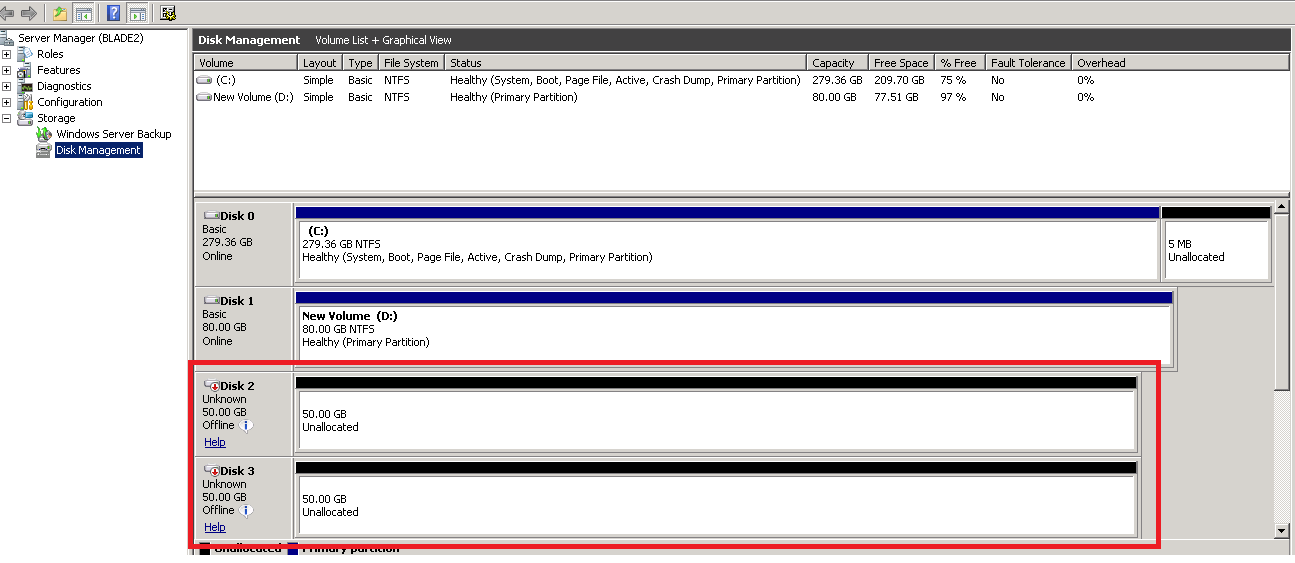 Server Manager (BLADE2)
Roles
Features
Diagnostics
Configuration
Storage
Windows Server Backup
Disk Management
Disk Management Volume List + Graphical View
Volume Layout Type File System Status Capacity Free Space % Free Fault Tolerance Overhead
(C:) Simple Basic NTFS Healthy (System, Boot, Page File, Active, Crash Dump, Primary Partition) 279.36 GB 209.70 GB 75 % No 0%
New Volume (D:) Simple Basic NTFS Healthy (Primary Partition) 80.00 GB 77.51 GB 97 % No 0%
Disk 0
Basic
279.36 GB
Online
(C:)
279.36 GB NTFS
Healthy (System, Boot, Page File, Active, Crash Dump, Primary Partition)
5 MB
Unallocated
Disk 1
Basic
80.00 GB
Online
New Volume (D:)
80.00 GB NTFS
Healthy (Primary Partition)
Disk 2
Unknown
50.00 GB
Offline
Help
50.00 GB
Unallocated
Disk 3
Unknown
50.00 GB
Offline
Help
50.00 GB
Unallocated
Unallocated Primary partition